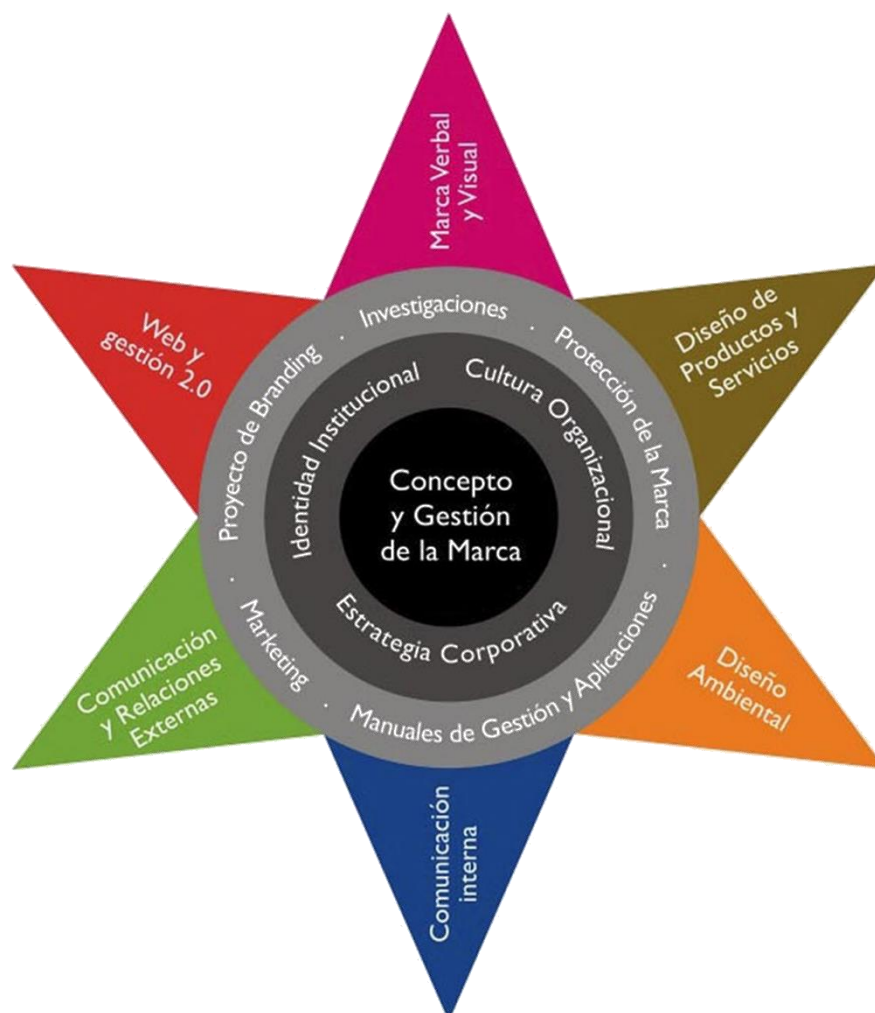 Marca Verbal
y Visual
Web y
gestión 2.0
Diseño de
Productos y
Servicios
Proyecto de Branding · Investigaciones · Protección de la Marca ·
Identidad Institucional
Cultura Organizacional
Concepto
y Gestión
de la Marca
Estrategia Corporativa
· Marketing · Manuales de Gestión y Aplicaciones
Comunicación
y Relaciones
Externas
Diseño
Ambiental
Comunicación
interna